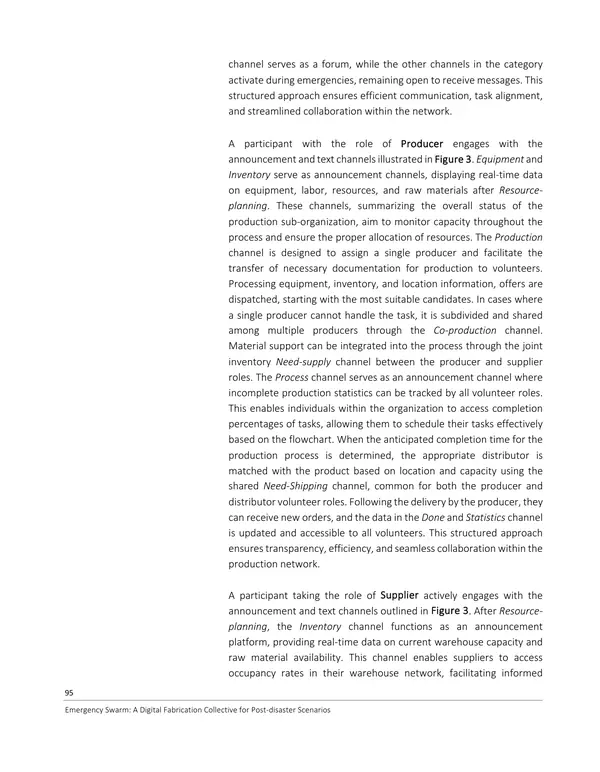 channel serves as a forum, while the other channels in the category
activate during emergencies, remaining open to receive messages. This
structured approach ensures efficient communication, task alignment,
and streamlined collaboration within the network.
A participant with the role of Producer engages with the
announcement and text channels illustrated in Figure 3. Equipment and
Inventory serve as announcement channels, displaying real-time data
on equipment, labor, resources, and raw materials after Resource-
planning. These channels, summarizing the overall status of the
production sub-organization, aim to monitor capacity throughout the
process and ensure the proper allocation of resources. The Production
channel is designed to assign a single producer and facilitate the
transfer of necessary documentation for production to volunteers.
Processing equipment, inventory, and location information, offers are
dispatched, starting with the most suitable candidates. In cases where
a single producer cannot handle the task, it is subdivided and shared
among multiple producers through the Co-production channel.
Material support can be integrated into the process through the joint
inventory Need-supply channel between the producer and supplier
roles. The Process channel serves as an announcement channel where
incomplete production statistics can be tracked by all volunteer roles.
This enables individuals within the organization to access completion
percentages of tasks, allowing them to schedule their tasks effectively
based on the flowchart. When the anticipated completion time for the
production process is determined, the appropriate distributor is
matched with the product based on location and capacity using the
shared Need-Shipping channel, common for both the producer and
distributor volunteer roles. Following the delivery by the producer, they
can receive new orders, and the data in the Done and Statistics channel
is updated and accessible to all volunteers. This structured approach
ensures transparency, efficiency, and seamless collaboration within the
production network.
A participant taking the role of Supplier actively engages with the
announcement and text channels outlined in Figure 3. After Resource-
planning, the Inventory channel functions as an announcement
platform, providing real-time data on current warehouse capacity and
raw material availability. This channel enables suppliers to access
occupancy rates in their warehouse network, facilitating informed
95
Emergency Swarm: A Digital Fabrication Collective for Post-disaster Scenarios